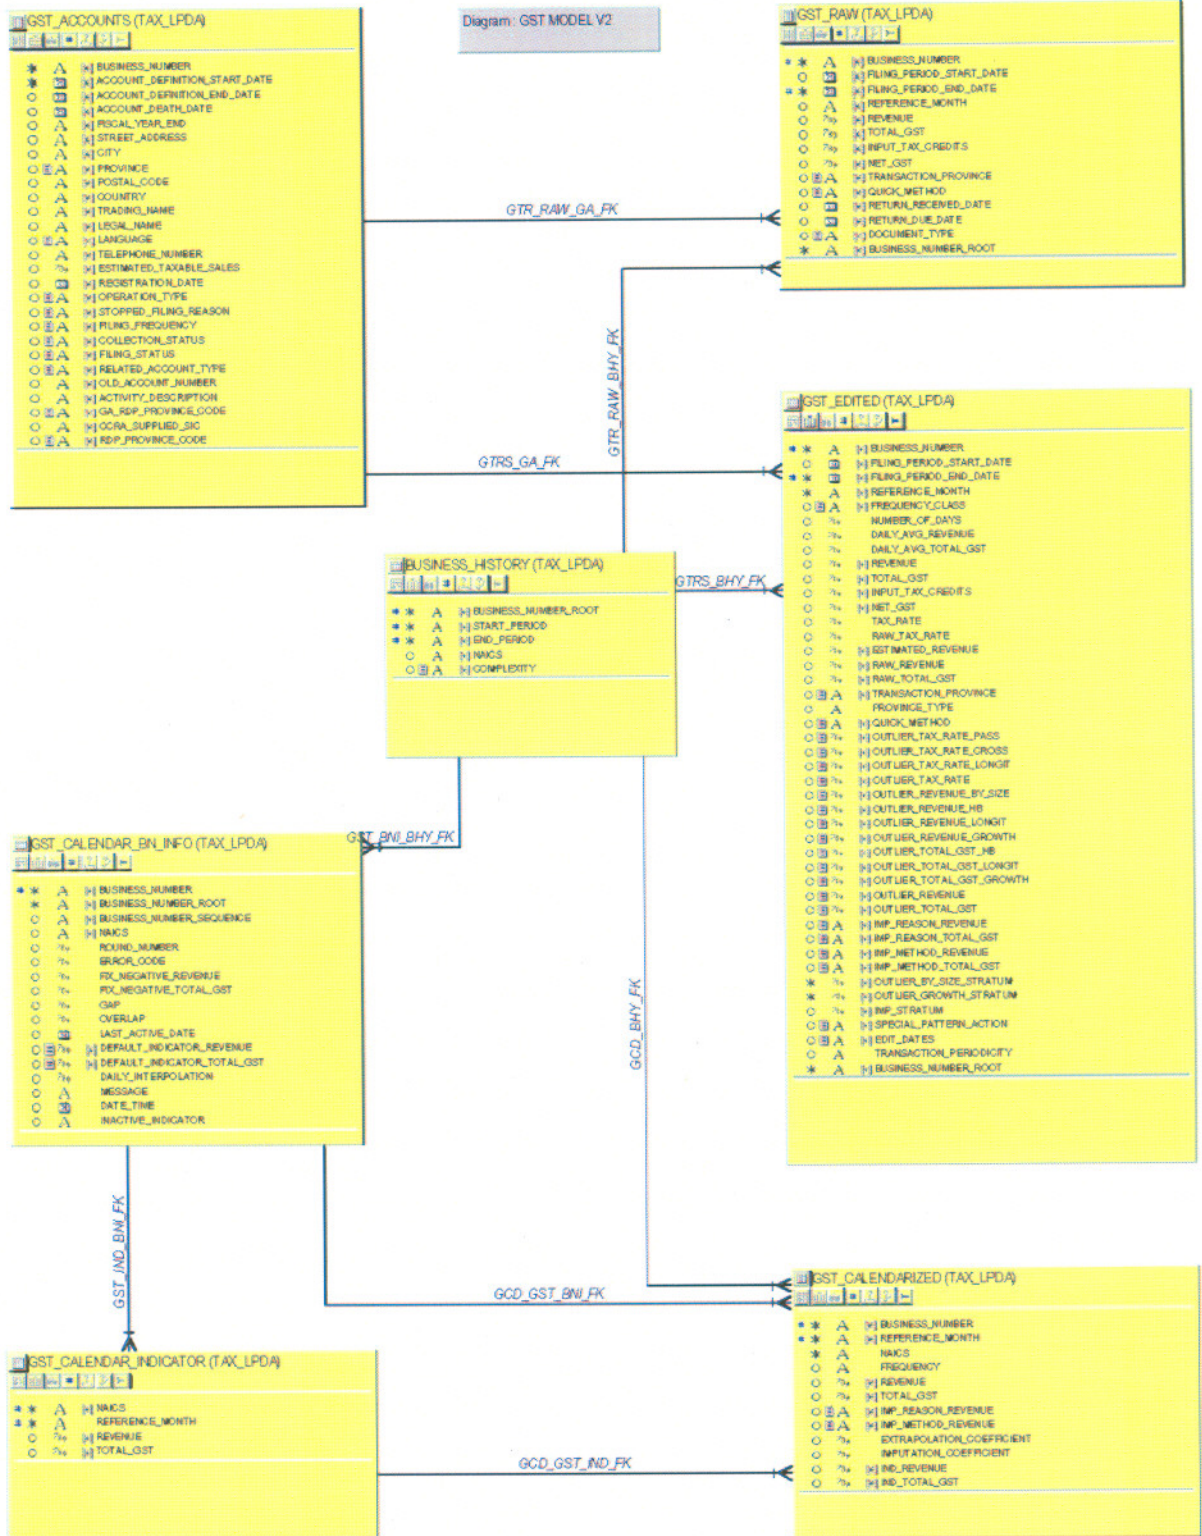 GST_ACCOUNTS (TAX_LPDA)
BUSINESS_NUMBER
ACCOUNT_DEFINITION_START_DATE
ACCOUNT_DEFINITION_END_DATE
ACCOUNT_DEATH_DATE
FISCAL_YEAR_END
STREET_ADDRESS
CITY
PROVINCE
POSTAL_CODE
COUNTRY
TRADING_NAME
LEGAL_NAME
LANGUAGE
TELEPHONE_NUMBER
ESTIMATED_TAXABLE_SALES
REGISTRATION_DATE
OPERATION_TYPE
STOPPED_FILING_REASON
FILING_FREQUENCY
COLLECTION_STATUS
FILING_STATUS
RELATED_ACCOUNT_TYPE
OLD_ACCOUNT_NUMBER
ACTIVITY_DESCRIPTION
GA_RDP_PROVINCE_CODE
CCRA_SUPPLIED_SIC
RDP_PROVINCE_CODE
Diagram: GST MODEL V2
GST_RAW (TAX_LPDA)
BUSINESS_NUMBER
FILING_PERIOD_START_DATE
FILING_PERIOD_END_DATE
REFERENCE_MONTH
REVENUE
TOTAL_GST
INPUT_TAX_CREDITS
NET_GST
TRANSACTION_PROVINCE
QUICK_METHOD
RETURN_RECEIVED_DATE
RETURN_DUE_DATE
DOCUMENT_TYPE
BUSINESS_NUMBER_ROOT
GTR_RAW_GA_FK
GTR_RAW_BHY_FK
GTRS_GA_FK
GST_EDITED (TAX_LPDA)
BUSINESS_NUMBER
FILING_PERIOD_START_DATE
FILING_PERIOD_END_DATE
REFERENCE_MONTH
FREQUENCY_CLASS
NUMBER_OF_DAYS
DAILY_AVG_REVENUE
DAILY_AVG_TOTAL_GST
REVENUE
TOTAL_GST
INPUT_TAX_CREDITS
NET_GST
TAX_RATE
RAW_TAX_RATE
ESTIMATED_REVENUE
RAW_REVENUE
RAW_TOTAL_GST
TRANSACTION_PROVINCE
PROVINCE_TYPE
QUICK_METHOD
OUTLIER_TAX_RATE_PASS
OUTLIER_TAX_RATE_CROSS
OUTLIER_TAX_RATE_LONGIT
OUTLIER_TAX_RATE
OUTLIER_REVENUE_BY_SIZE
OUTLIER_REVENUE_HB
OUTLIER_REVENUE_LONGIT
OUTLIER_REVENUE_GROWTH
OUTLIER_TOTAL_GST_HB
OUTLIER_TOTAL_GST_LONGIT
OUTLIER_TOTAL_GST_GROWTH
OUTLIER_REVENUE
OUTLIER_TOTAL_GST
IMP_REASON_REVENUE
IMP_REASON_TOTAL_GST
IMP_METHOD_REVENUE
IMP_METHOD_TOTAL_GST
OUTLIER_BY_SIZE_STRATUM
OUTLIER_GROWTH_STRATUM
IMP_STRATUM
SPECIAL_PATTERN_ACTION
EDIT_DATES
TRANSACTION_PERIODICITY
BUSINESS_NUMBER_ROOT
BUSINESS_HISTORY (TAX_LPDA)
BUSINESS_NUMBER_ROOT
START_PERIOD
END_PERIOD
NAICS
COMPLEXITY
GTRS_BHY_FK
GST_BNI_BHY_FK
GCD_BHY_FK
GST_CALENDAR_BN_INFO (TAX_LPDA)
BUSINESS_NUMBER
BUSINESS_NUMBER_ROOT
BUSINESS_NUMBER_SEQUENCE
NAICS
ROUND_NUMBER
ERROR_CODE
FIX_NEGATIVE_REVENUE
FIX_NEGATIVE_TOTAL_GST
GAP
OVERLAP
LAST_ACTIVE_DATE
DEFAULT_INDICATOR_REVENUE
DEFAULT_INDICATOR_TOTAL_GST
DAILY_INTERPOLATION
MESSAGE
DATE_TIME
INACTIVE_INDICATOR
GST_IND_BNI_FK
GCD_GST_BNI_FK
GST_CALENDAR_INDICATOR (TAX_LPDA)
NAICS
REFERENCE_MONTH
REVENUE
TOTAL_GST
GCD_GST_IND_FK
GST_CALENDARIZED (TAX_LPDA)
BUSINESS_NUMBER
REFERENCE_MONTH
NAICS
FREQUENCY
REVENUE
TOTAL_GST
IMP_REASON_REVENUE
IMP_METHOD_REVENUE
EXTRAPOLATION_COEFFICIENT
IMPUTATION_COEFFICIENT
IND_REVENUE
IND_TOTAL_GST